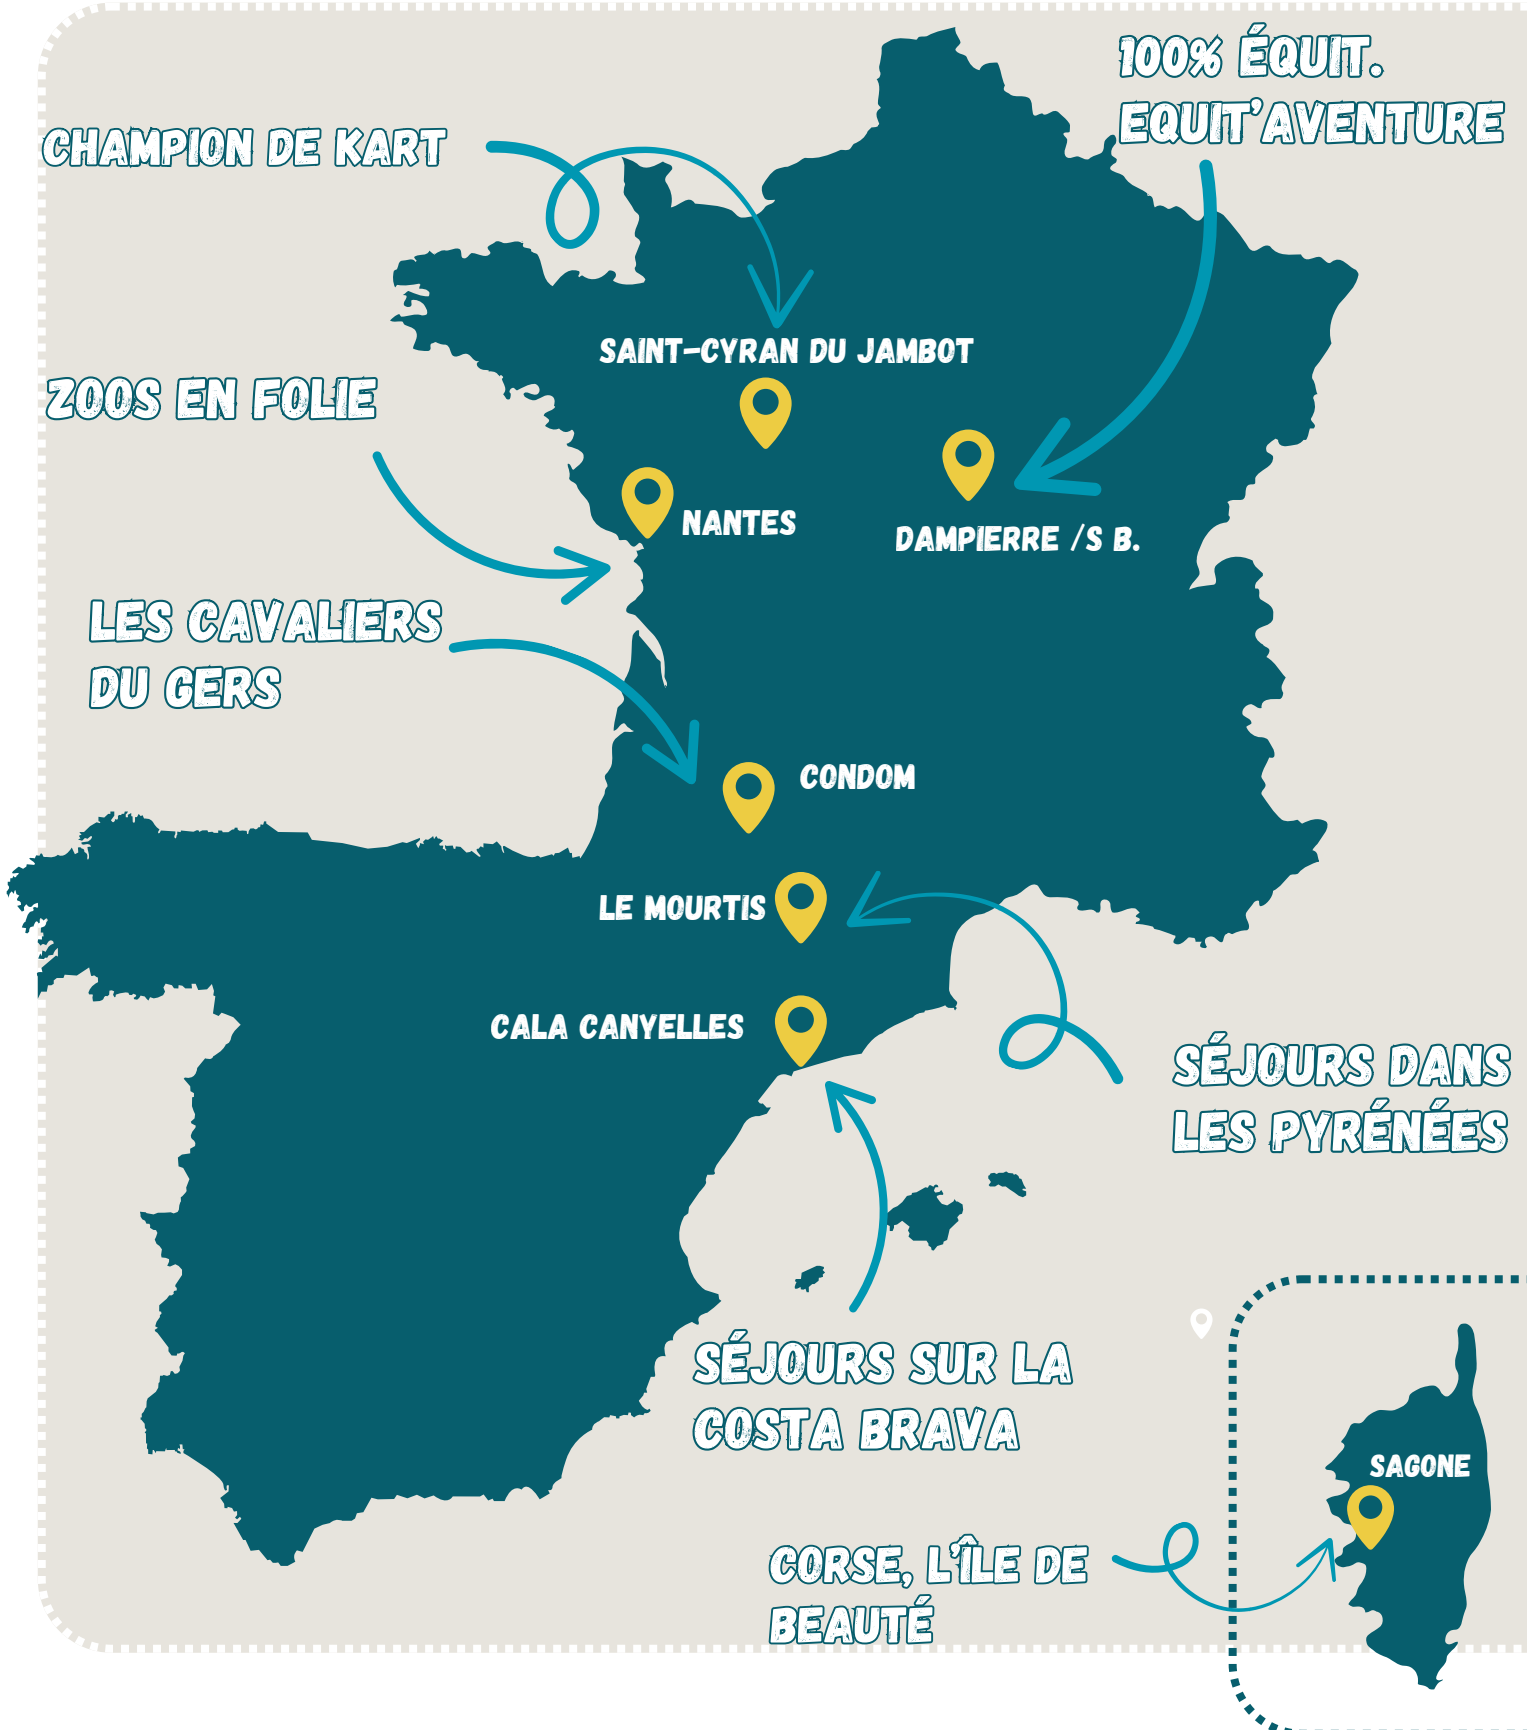 100% ÉQUIT.
EQUIT'AVENTURE
CHAMPION DE KART
SAINT-CYRAN DU JAMBOT
ZOOS EN FOLIE
NANTES
DAMPIERRE /S B.
LES CAVALIERS
DU GERS
CONDOM
LE MOURTIS
CALA CANYELLES
SÉJOURS DANS
LES PYRÉNÉES
SÉJOURS SUR LA
COSTA BRAVA
SAGONE
CORSE, L'ÎLE DE
BEAUTÉ